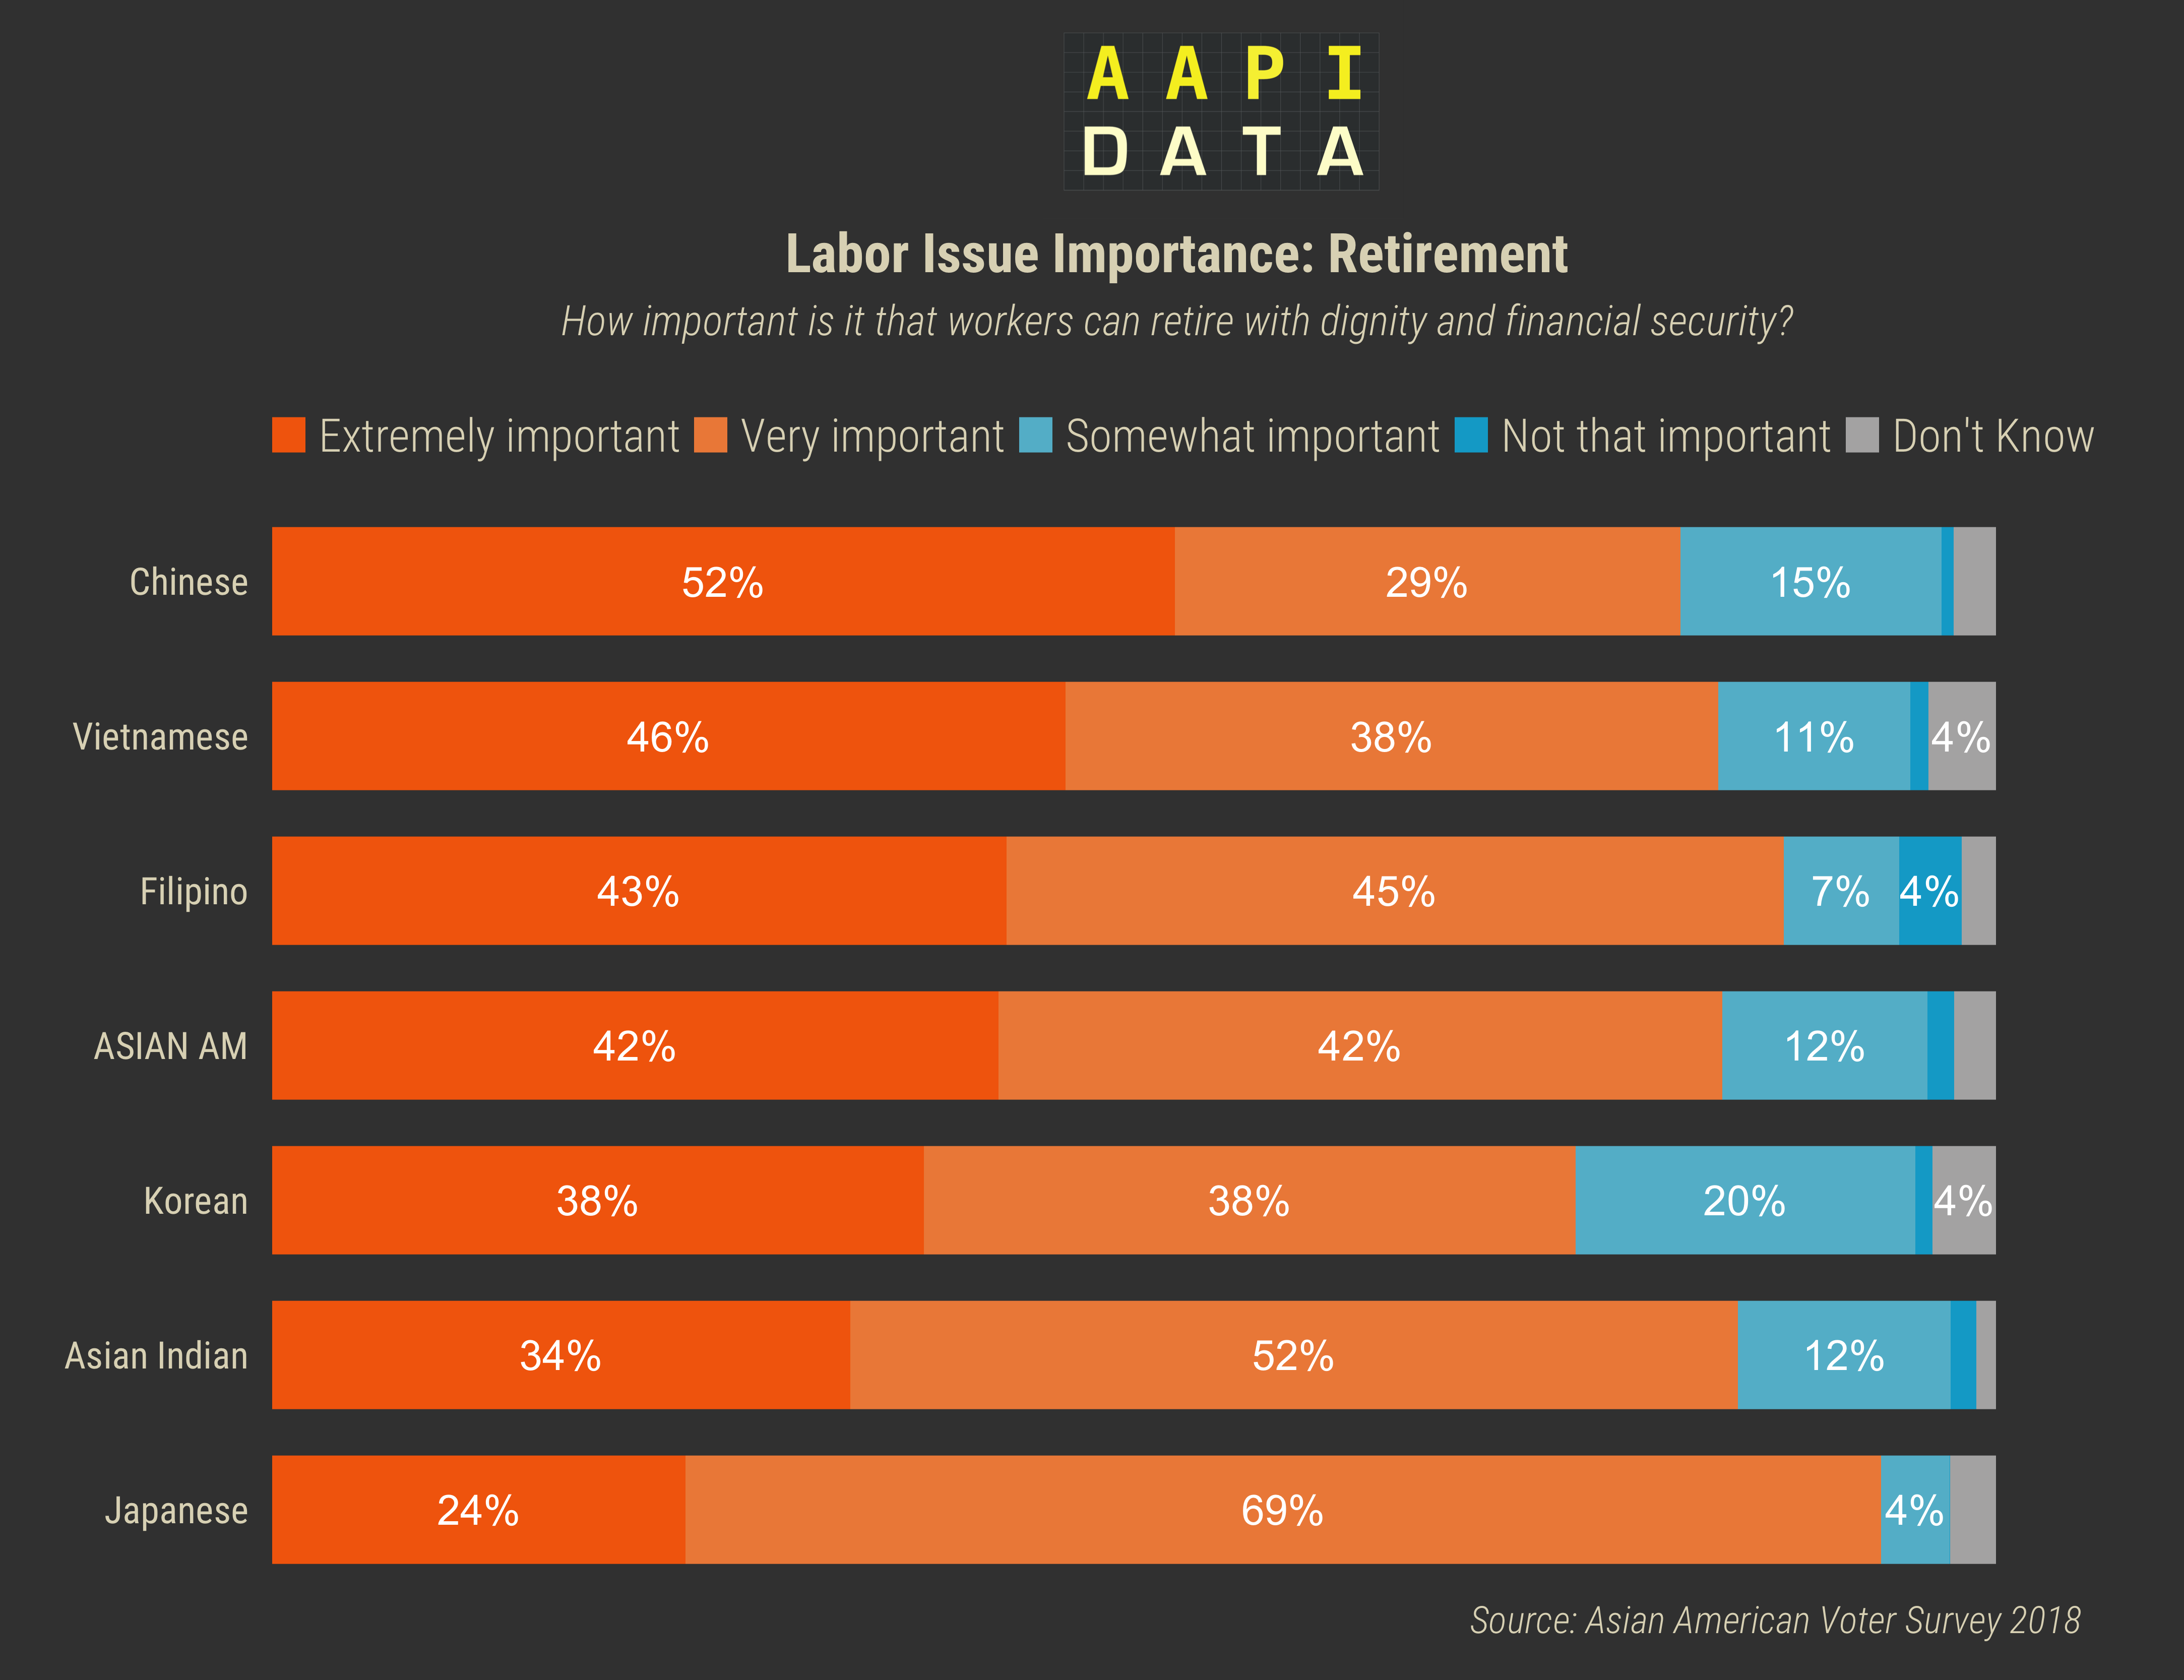 A A P I
D A T A
Labor Issue Importance: Retirement
How important is it that workers can retire with dignity and financial security?
Extremely important Very important Somewhat important Not that important Don't Know
Chinese 52% 29% 15%
Vietnamese 46% 38% 11% 4%
Filipino 43% 45% 7% 4%
ASIAN AM 42% 42% 12%
Korean 38% 38% 20% 4%
Asian Indian 34% 52% 12%
Japanese 24% 69% 4%
Source: Asian American Voter Survey 2018